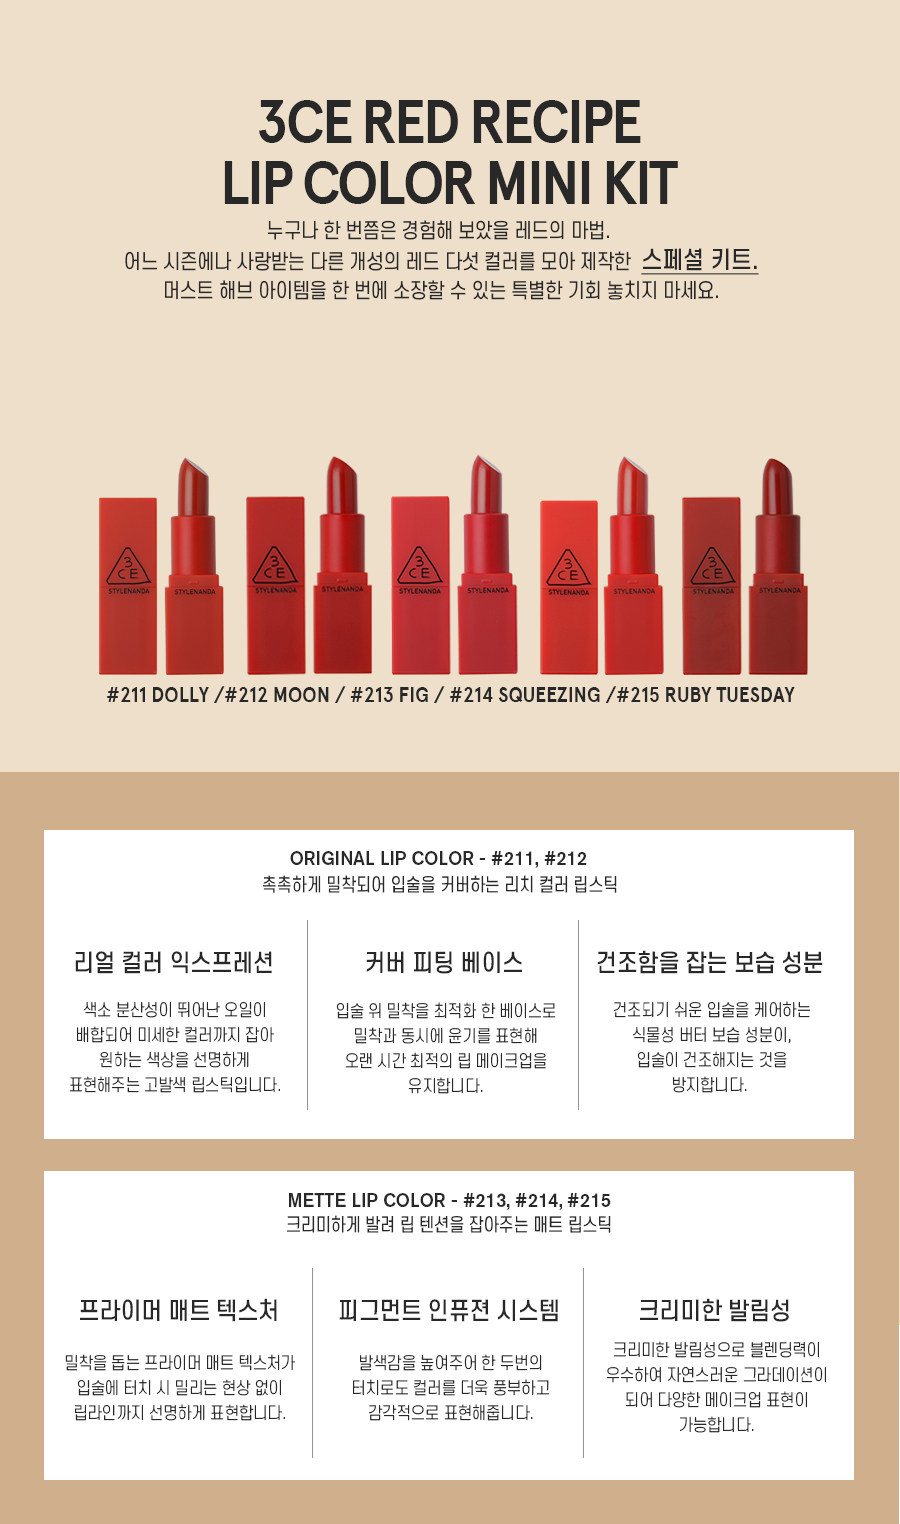 3CE RED RECIPE
LIP COLOR MINI KIT
누구나 한 번쯤은 경험해 보았을 레드의 마법.
어느 시즌에나 사랑받는 다른 개성의 레드 다섯 컬러를 모아 제작한 스페셜 키트.
머스트 해브 아이템을 한 번에 소장할 수 있는 특별한 기회 놓치지 마세요.
3CE 3CE 3CE 3CE 3CE
STYLENANDA STYLENANDA STYLENANDA STYLENANDA STYLENANDA STYLENANDA STYLENANDA STYLENANDA STYLENANDA STYLENANDA
#211 DOLLY /#212 MOON / #213 FIG / #214 SQUEEZING /#215 RUBY TUESDAY
ORIGINAL LIP COLOR - #211, #212
촉촉하게 밀착되어 입술을 커버하는 리치 컬러 립스틱
리얼 컬러 익스프레션
색소 분산성이 뛰어난 오일이
배합되어 미세한 컬러까지 잡아
원하는 색상을 선명하게
표현해주는 고발색 립스틱입니다.
커버 피팅 베이스
입술 위 밀착을 최적화 한 베이스로
밀착과 동시에 윤기를 표현해
오랜 시간 최적의 립 메이크업을
유지합니다.
건조함을 잡는 보습 성분
건조되기 쉬운 입술을 케어하는
식물성 버터 보습 성분이,
입술이 건조해지는 것을
방지합니다.
METTE LIP COLOR - #213, #214, #215
크리미하게 발려 립 텐션을 잡아주는 매트 립스틱
프라이머 매트 텍스처
밀착을 돕는 프라이머 매트 텍스처가
입술에 터치 시 밀리는 현상 없이
립라인까지 선명하게 표현합니다.
피그먼트 인퓨젼 시스템
발색감을 높여주어 한 두번의
터치로도 컬러를 더욱 풍부하고
감각적으로 표현해줍니다.
크리미한 발림성
크리미한 발림성으로 블렌딩력이
우수하여 자연스러운 그라데이션이
되어 다양한 메이크업 표현이
가능합니다.